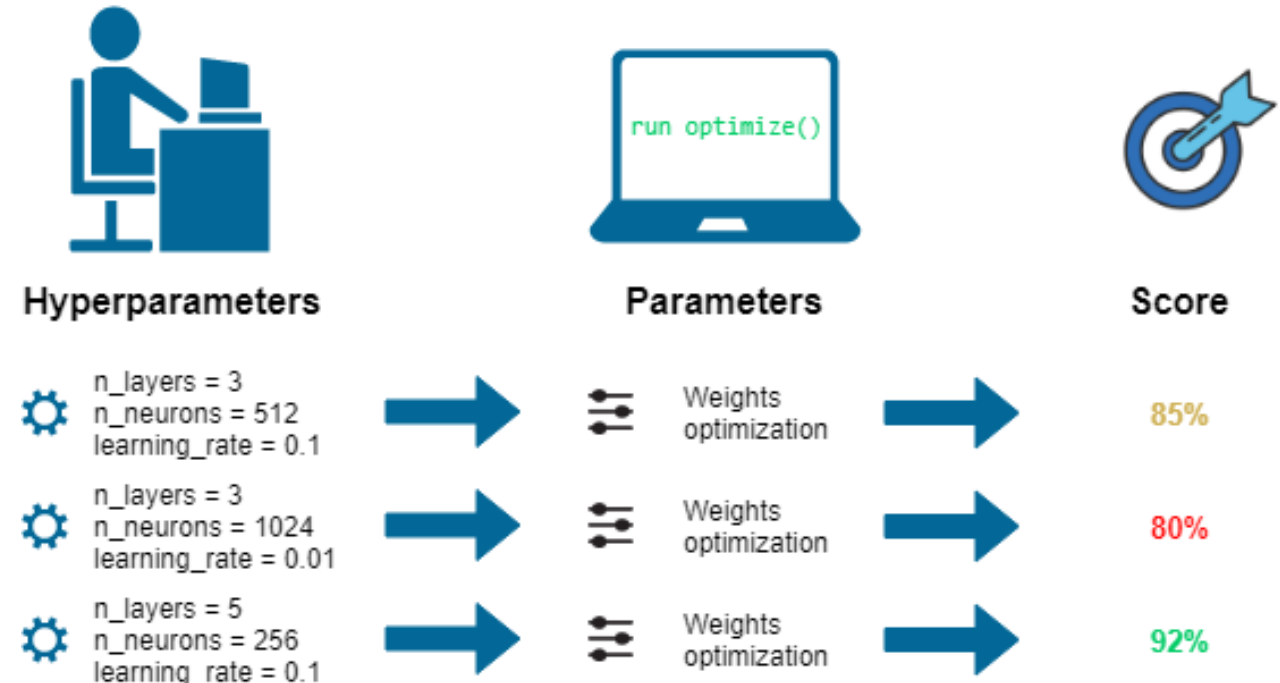 run optimize()
Hyperparameters
Parameters
Score
n_layers = 3
n_neurons = 512
learning_rate = 0.1
Weights
optimization
85%
n_layers = 3
n_neurons = 1024
learning_rate = 0.01
Weights
optimization
80%
n_layers = 5
n_neurons = 256
learning_rate = 0.1
Weights
optimization
92%